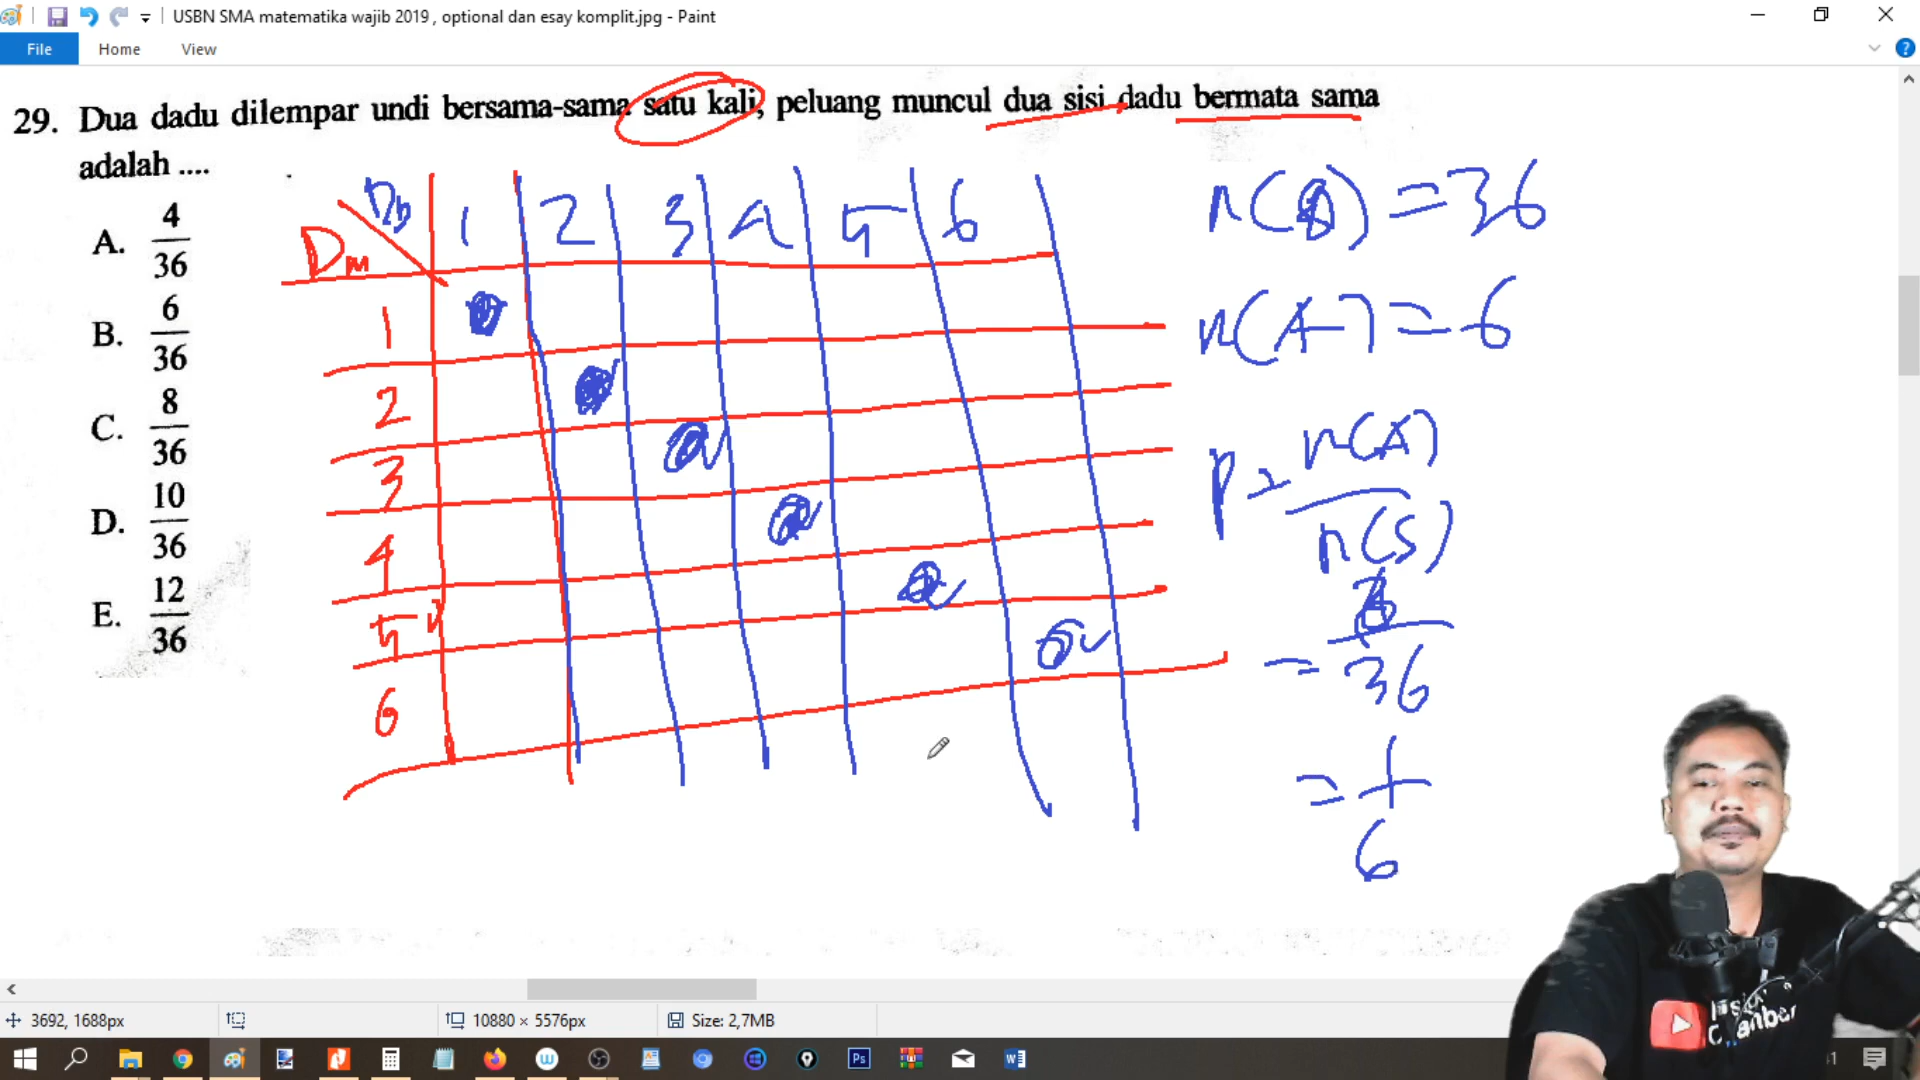 USBN SMA matematika wajib 2019 , optional dan esay komplit.jpg - Paint
File Home View
29. Dua dadu dilempar undi bersama-sama satu kali, peluang muncul dua sisi dadu bermata sama
adalah ....
A. 4/36
B. 6/36
C. 8/36
D. 10/36
E. 12/36
Db
Dm
1 2 3 4 5 6
1
2
3
4
5
6
n(S) = 36
n(A) = 6
P = n(A)/n(S)
= 6/36
= 1/6
3692, 1688px
10880 × 5576px
Size: 2,7MB
Ps